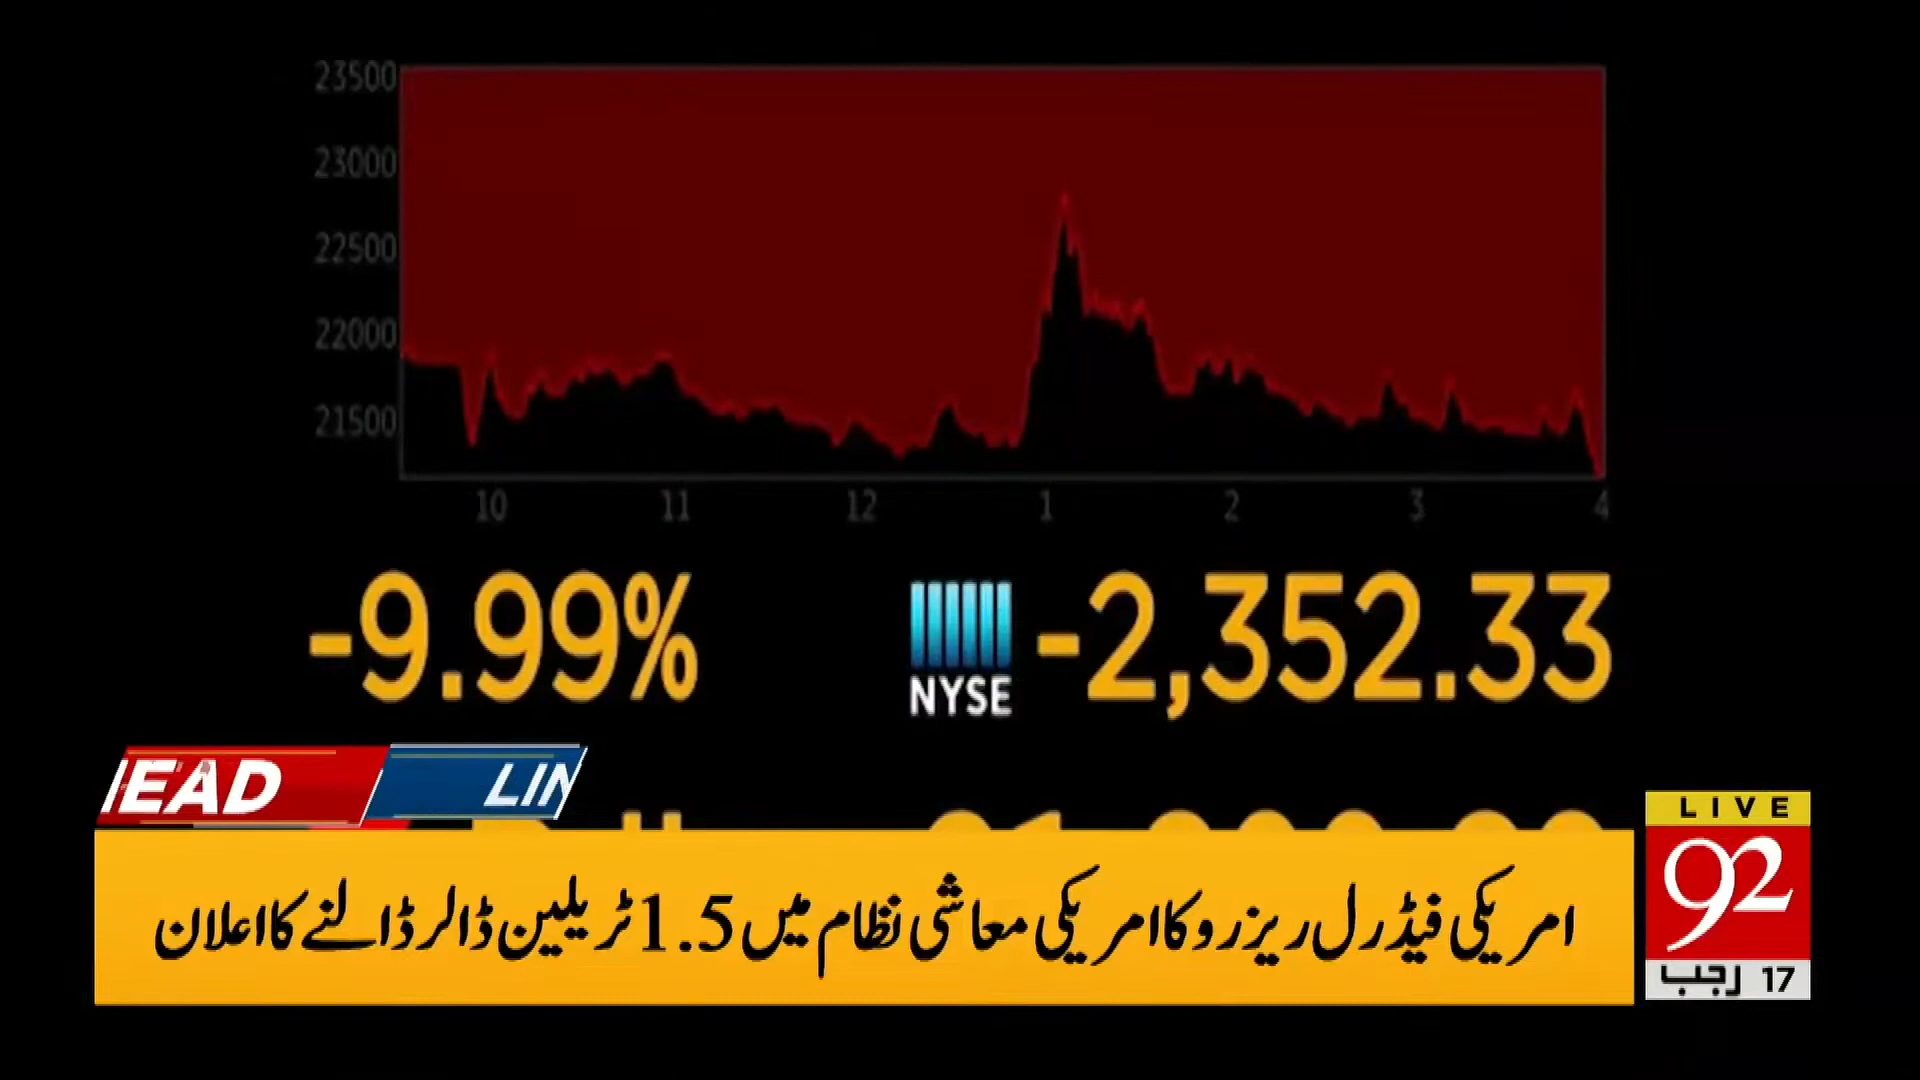 23500
23000
22500
22000
21500
10 11 12 1 2 3 4
-9.99%
NYSE
-2,352.33
HEAD LIN
امریکی فیڈرل ریزرو کا امریکی معاشی نظام میں 1.5 ٹریلین ڈالر ڈالنے کا اعلان
LIVE
92
17 رجب